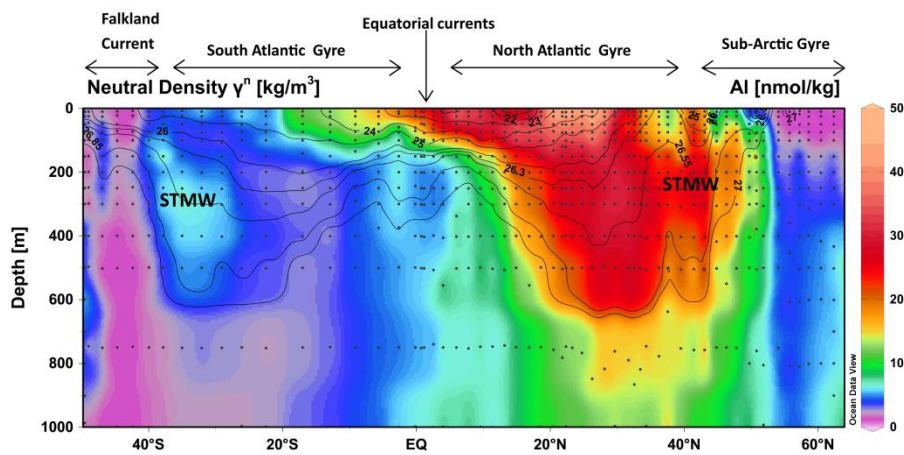 Falkland
Current
South Atlantic Gyre
Equatorial currents
North Atlantic Gyre
Sub-Arctic Gyre
Neutral Density γⁿ [kg/m³]
Al [nmol/kg]
0
200
400
600
800
1000
Depth [m]
26.85
26
24
25
22
23
26.3
26.55
25
26
27
27
STMW
STMW
50
40
30
20
10
0
Ocean Data View
40°S
20°S
EQ
20°N
40°N
60°N